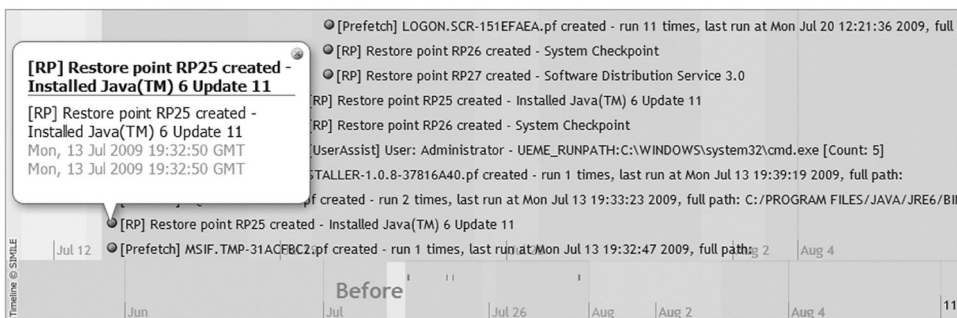 [Prefetch] LOGON.SCR-151EFAEA.pf created - run 11 times, last run at Mon Jul 20 12:21:36 2009, full
[RP] Restore point RP26 created - System Checkpoint
[RP] Restore point RP27 created - Software Distribution Service 3.0
[RP] Restore point RP25 created - Installed Java(TM) 6 Update 11
[RP] Restore point RP26 created - System Checkpoint
[UserAssist] User: Administrator - UEME_RUNPATH:C:\WINDOWS\system32\cmd.exe [Count: 5]
STALLER-1.0.8-37816A40.pf created - run 1 times, last run at Mon Jul 13 19:39:19 2009, full path:
pf created - run 2 times, last run at Mon Jul 13 19:33:23 2009, full path: C:/PROGRAM FILES/JAVA/JRE6/BI
[RP] Restore point RP25 created -
Installed Java(TM) 6 Update 11
[RP] Restore point RP25 created -
Installed Java(TM) 6 Update 11
Mon, 13 Jul 2009 19:32:50 GMT
Mon, 13 Jul 2009 19:32:50 GMT
[RP] Restore point RP25 created - Installed Java(TM) 6 Update 11
[Prefetch] MSIF.TMP-31ACFBC2.pf created - run 1 times, last run at Mon Jul 13 19:32:47 2009, full path:
Jul 12
Aug 2
Aug 4
Timeline © SIMILE
Before
Jun
Jul
Jul 26
Aug
Aug 2
Aug 4
11